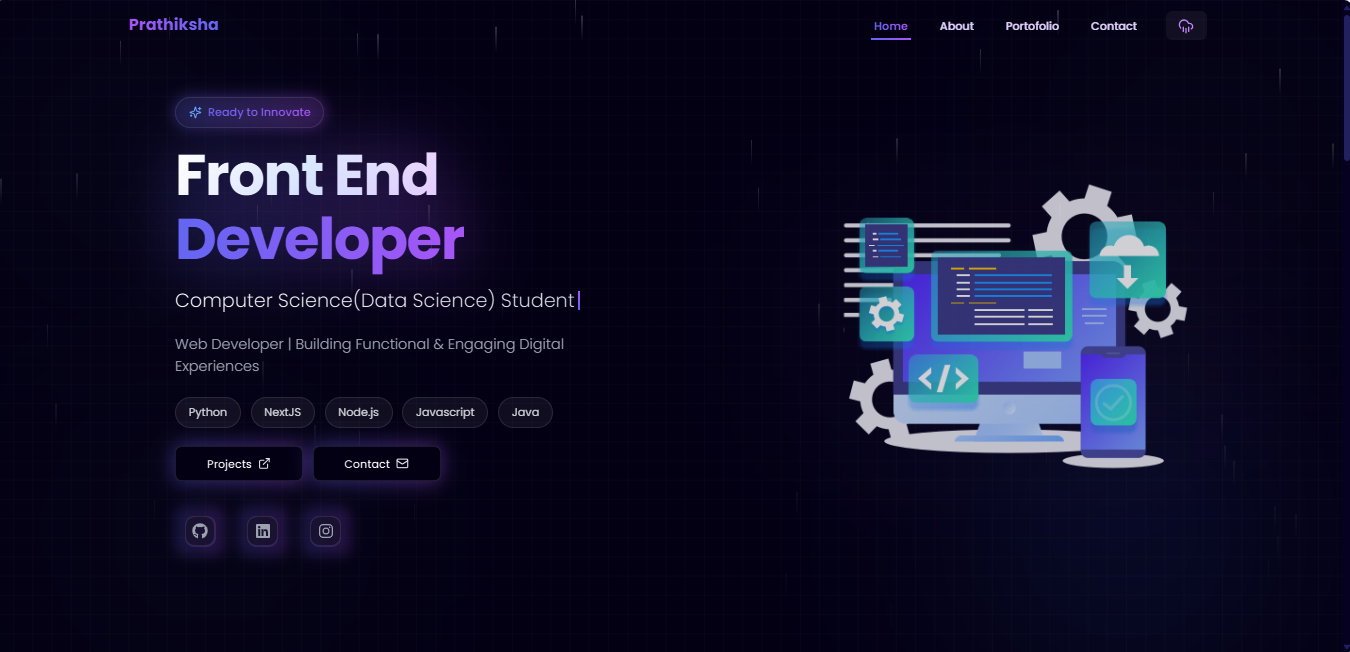 Prathiksha
Home About Portofolio Contact
Ready to Innovate
Front End
Developer
Computer Science(Data Science) Student
Web Developer | Building Functional & Engaging Digital
Experiences
Python NextJS Node.js Javascript Java
Projects Contact